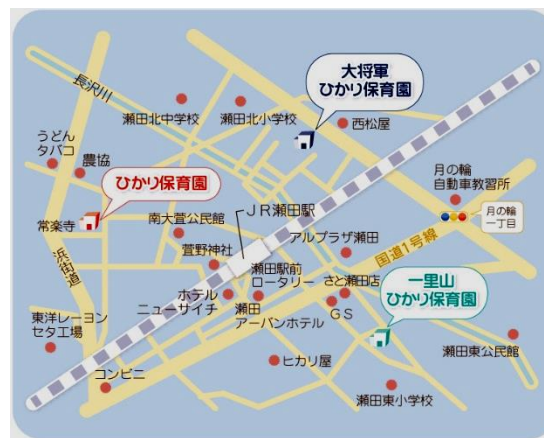 大将軍
ひかり保育園
長沢川
瀬田北中学校
瀬田北小学校
西松屋
うどん
タバコ
農協
ひかり保育園
月の輪
自動車教習所
常楽寺
南大萱公民館
JR瀬田駅
月の輪
一丁目
アルプラザ瀬田
国道1号線
萱野神社
浜街道
瀬田駅前
ロータリー
さと瀬田店
一里山
ひかり保育園
ホテル
ニューサイチ
瀬田
アーバンホテル
GS
東洋レーヨン
セタ工場
ヒカリ屋
瀬田東公民館
コンビニ
瀬田東小学校